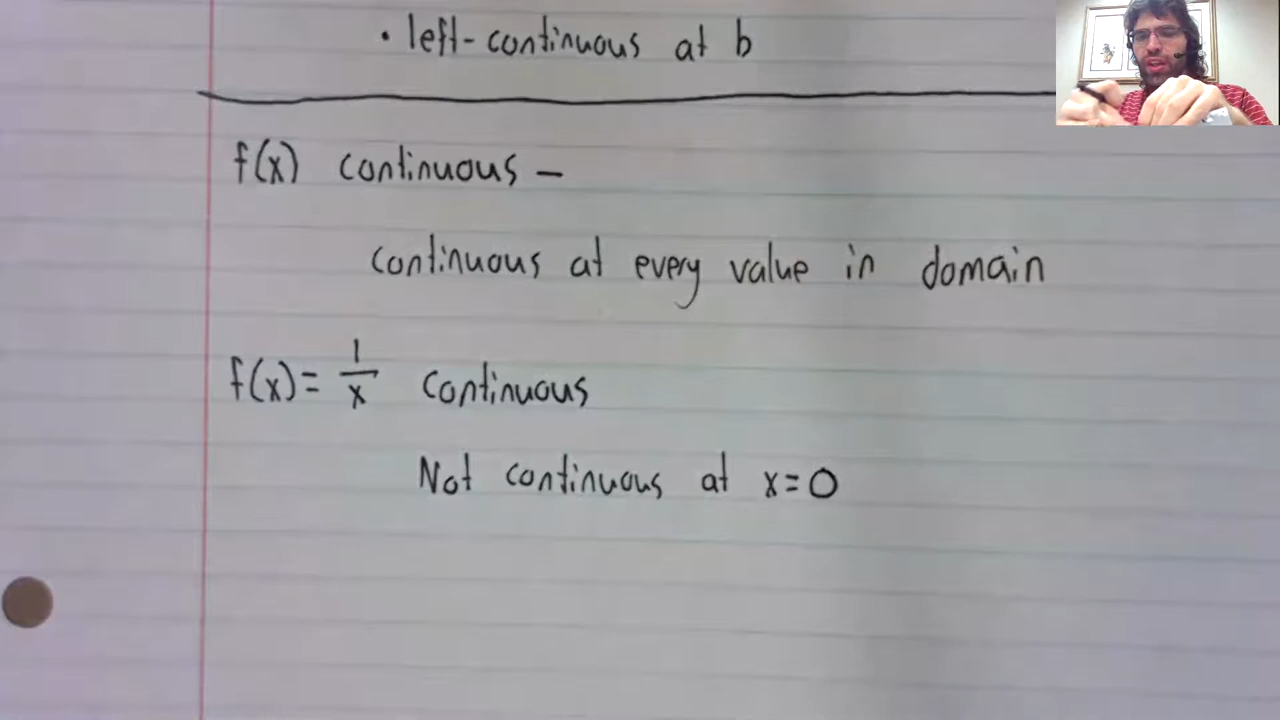 • left-continuous at b
f(x) continuous –
continuous at every value in domain
f(x) = 1/x continuous
Not continuous at x=0